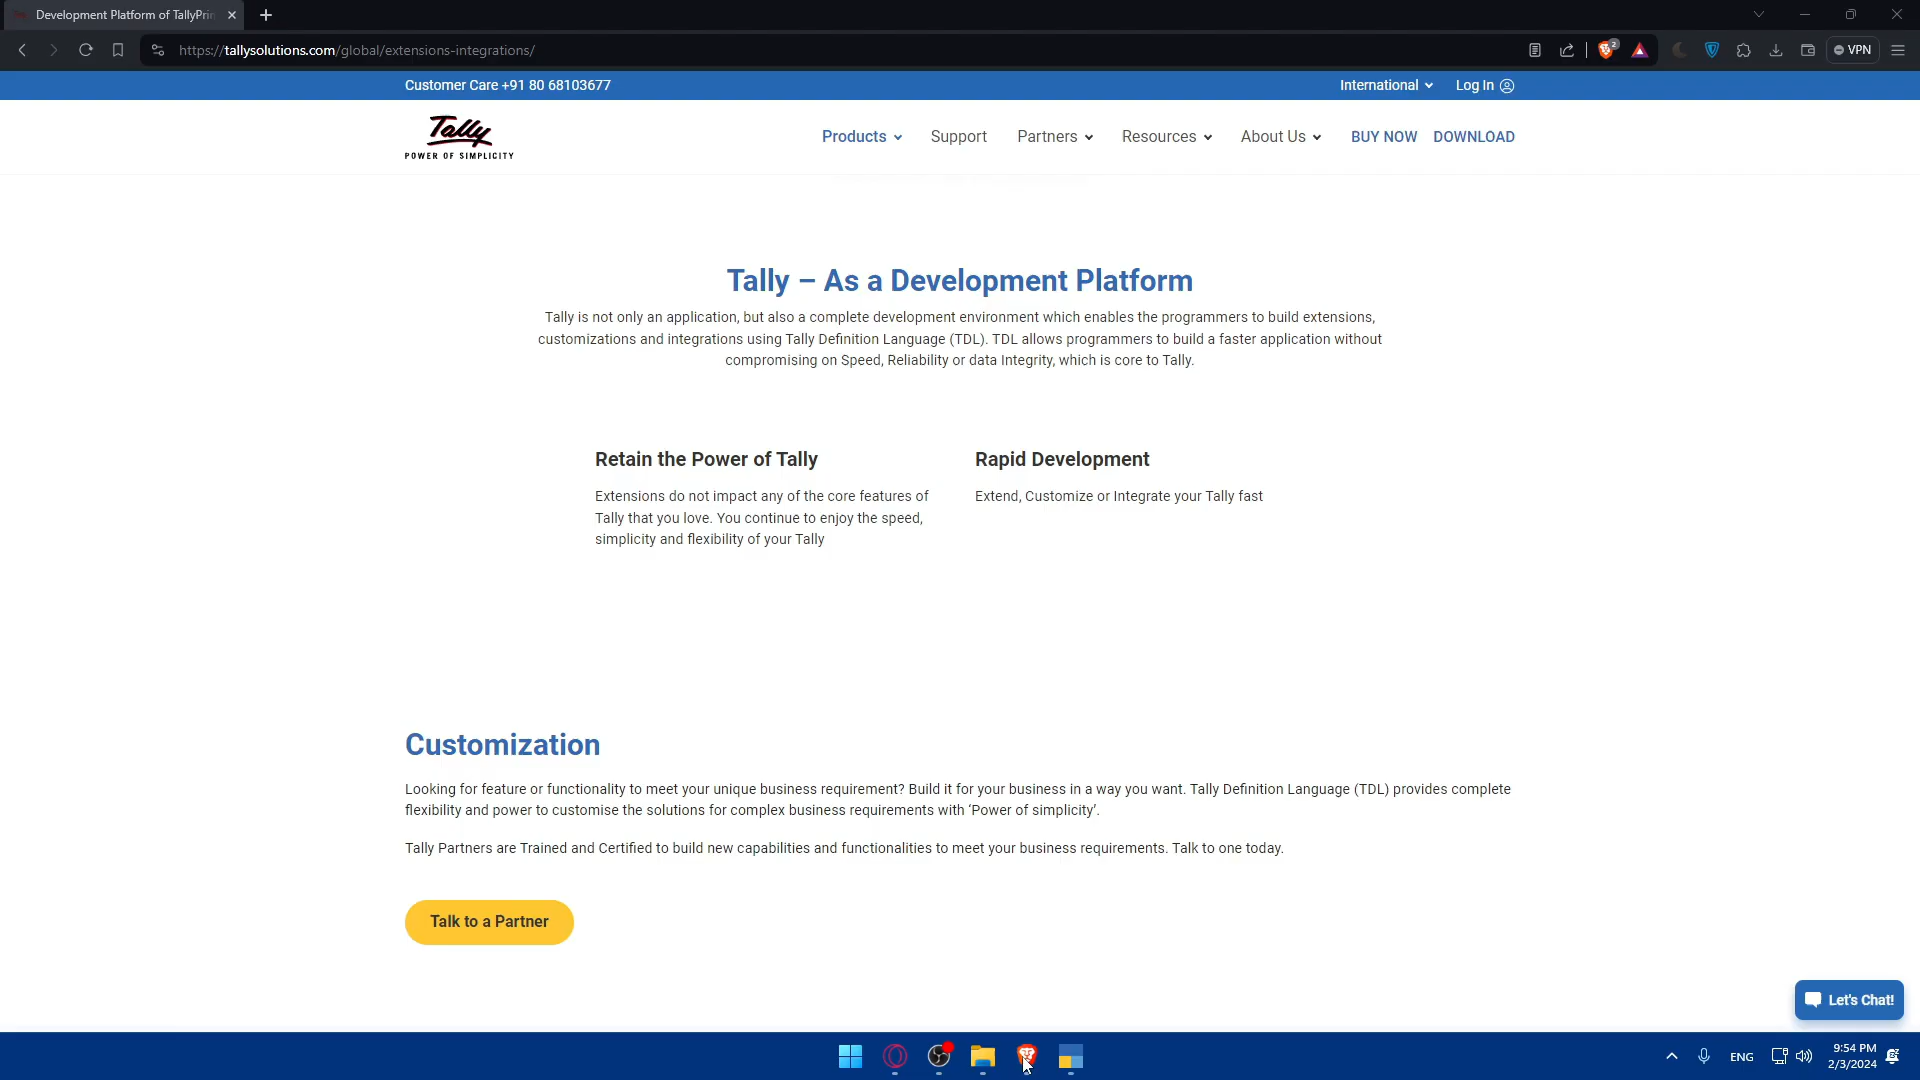 Development Platform of TallyPri
https://tallysolutions.com/global/extensions-integrations/
2
VPN
Customer Care +91 80 68103677
International
Log In
Tally
POWER OF SIMPLICITY
Products
Support
Partners
Resources
About Us
BUY NOW
DOWNLOAD
Tally – As a Development Platform
Tally is not only an application, but also a complete development environment which enables the programmers to build extensions,
customizations and integrations using Tally Definition Language (TDL). TDL allows programmers to build a faster application without
compromising on Speed, Reliability or data Integrity, which is core to Tally.
Retain the Power of Tally
Extensions do not impact any of the core features of
Tally that you love. You continue to enjoy the speed,
simplicity and flexibility of your Tally
Rapid Development
Extend, Customize or Integrate your Tally fast
Customization
Looking for feature or functionality to meet your unique business requirement? Build it for your business in a way you want. Tally Definition Language (TDL) provides complete
flexibility and power to customise the solutions for complex business requirements with ‘Power of simplicity’.
Tally Partners are Trained and Certified to build new capabilities and functionalities to meet your business requirements. Talk to one today.
Talk to a Partner
Let's Chat!
ENG
9:54 PM
2/3/2024